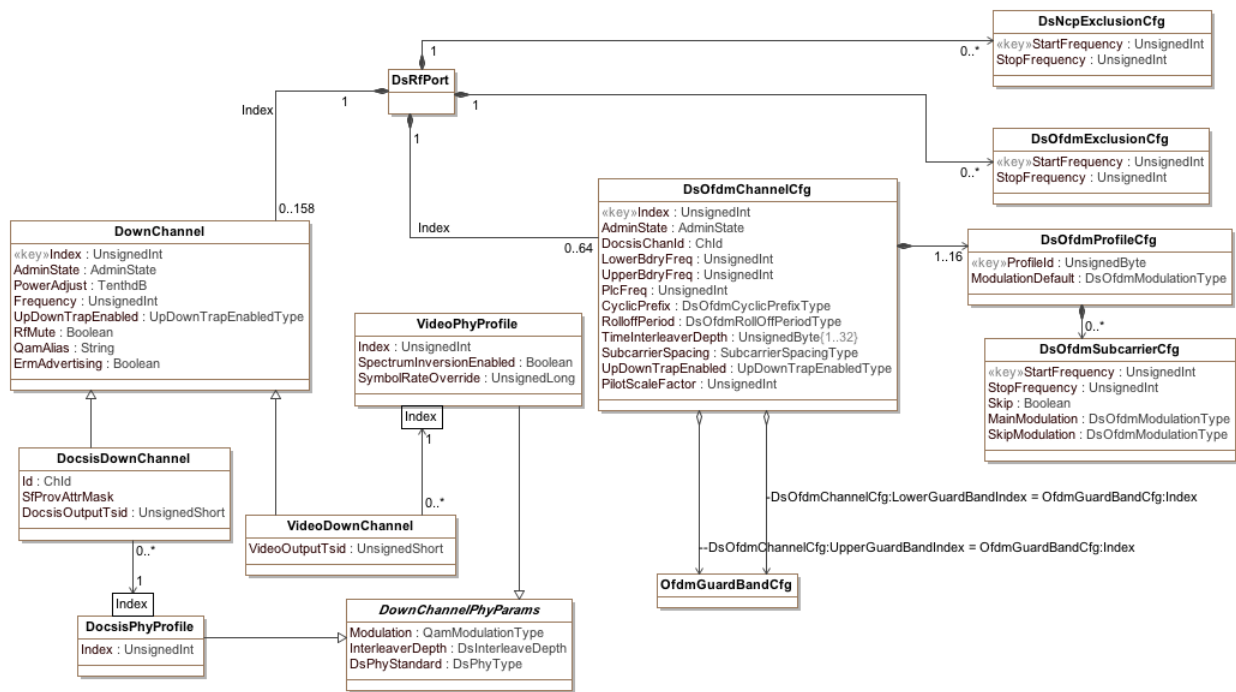 DsNcpExclusionCfg
«key»StartFrequency : UnsignedInt
StopFrequency : UnsignedInt
1
0..*
DsRfPort
1
1
Index
1
DsOfdmExclusionCfg
«key»StartFrequency : UnsignedInt
StopFrequency : UnsignedInt
0..*
0..158
Index
0..64
DownChannel
«key»Index : UnsignedInt
AdminState : AdminState
PowerAdjust : TenthdB
Frequency : UnsignedInt
UpDownTrapEnabled : UpDownTrapEnabledType
RfMute : Boolean
QamAlias : String
ErmAdvertising : Boolean
DsOfdmChannelCfg
«key»Index : UnsignedInt
AdminState : AdminState
DocsisChanId : ChId
LowerBdryFreq : UnsignedInt
UpperBdryFreq : UnsignedInt
PlcFreq : UnsignedInt
CyclicPrefix : DsOfdmCyclicPrefixType
RolloffPeriod : DsOfdmRollOffPeriodType
TimeInterleaverDepth : UnsignedByte{1..32}
SubcarrierSpacing : SubcarrierSpacingType
UpDownTrapEnabled : UpDownTrapEnabledType
PilotScaleFactor : UnsignedInt
1..16
DsOfdmProfileCfg
«key»ProfileId : UnsignedByte
ModulationDefault : DsOfdmModulationType
0..*
DsOfdmSubcarrierCfg
«key»StartFrequency : UnsignedInt
StopFrequency : UnsignedInt
Skip : Boolean
MainModulation : DsOfdmModulationType
SkipModulation : DsOfdmModulationType
VideoPhyProfile
Index : UnsignedInt
SpectrumInversionEnabled : Boolean
SymbolRateOverride : UnsignedLong
Index
1
0..*
DocsisDownChannel
Id : ChId
SfProvAttrMask
DocsisOutputTsid : UnsignedShort
VideoDownChannel
VideoOutputTsid : UnsignedShort
-DsOfdmChannelCfg:LowerGuardBandIndex = OfdmGuardBandCfg:Index
--DsOfdmChannelCfg:UpperGuardBandIndex = OfdmGuardBandCfg:Index
OfdmGuardBandCfg
0..*
1
Index
DocsisPhyProfile
Index : UnsignedInt
DownChannelPhyParams
Modulation : QamModulationType
InterleaverDepth : DsInterleaveDepth
DsPhyStandard : DsPhyType